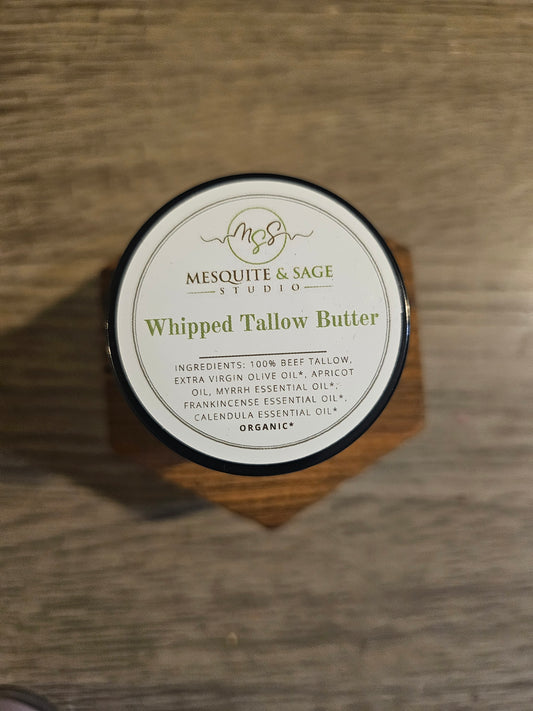 MSS
MESQUITE & SAGE
STUDIO
Whipped Tallow Butter
INGREDIENTS: 100% BEEF TALLOW,
EXTRA VIRGIN OLIVE OIL*, APRICOT
OIL, MYRRH ESSENTIAL OIL*,
FRANKINCENSE ESSENTIAL OIL*,
CALENDULA ESSENTIAL OIL*
ORGANIC*